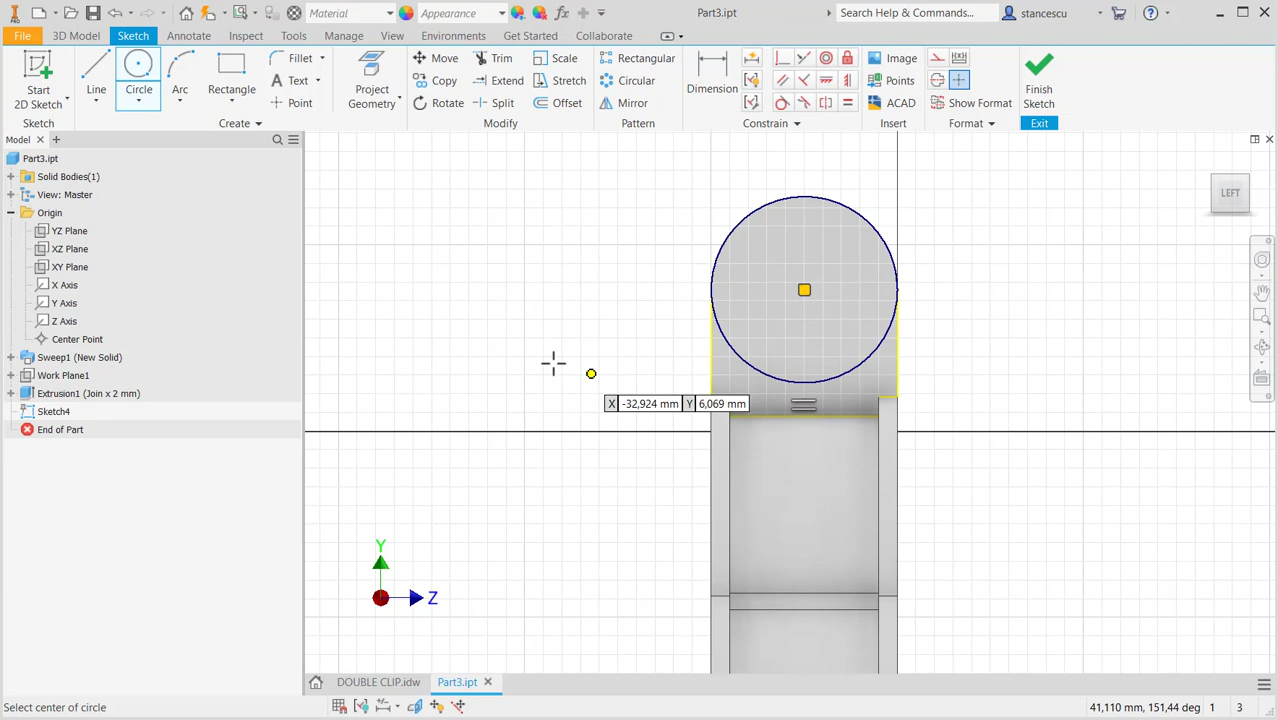 Material
Appearance
Part3.ipt
Search Help & Commands...
stancescu
PRO
File
3D Model
Sketch
Annotate
Inspect
Tools
Manage
View
Environments
Get Started
Collaborate
Start
2D Sketch
Line
Circle
Arc
Rectangle
Fillet
Text
Point
Project
Geometry
Move
Copy
Rotate
Trim
Extend
Split
Scale
Stretch
Offset
Rectangular
Circular
Mirror
Dimension
Image
Points
ACAD
Show Format
Finish
Sketch
Sketch
Create
Modify
Pattern
Constrain
Insert
Format
Exit
Model
Part3.ipt
Solid Bodies(1)
View: Master
Origin
YZ Plane
XZ Plane
XY Plane
X Axis
Y Axis
Z Axis
Center Point
Sweep1 (New Solid)
Work Plane1
Extrusion1 (Join x 2 mm)
Sketch4
End of Part
LEFT
X -32,924 mm Y 6,069 mm
Y
Z
DOUBLE CLIP.idw
Part3.ipt
Select center of circle
41,110 mm, 151,44 deg 1 3